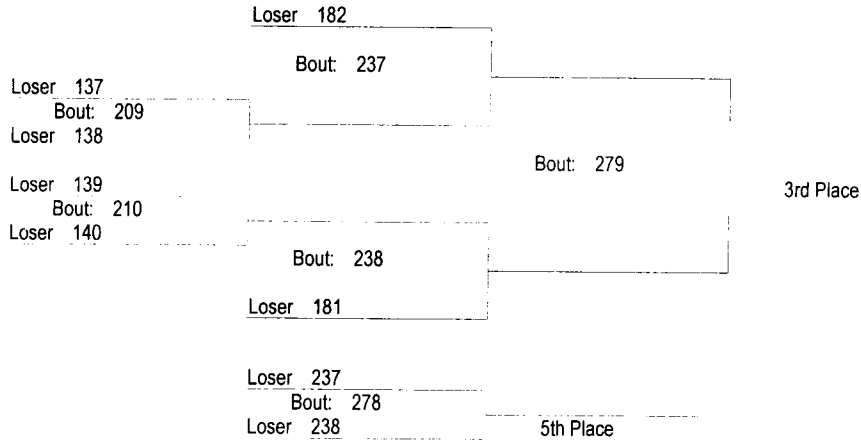 Loser 182
Bout: 237
Loser 137
Bout: 209
Loser 138
Bout: 279
Loser 139
3rd Place
Bout: 210
Loser 140
Bout: 238
Loser 181
Loser 237
Bout: 278
Loser 238
5th Place